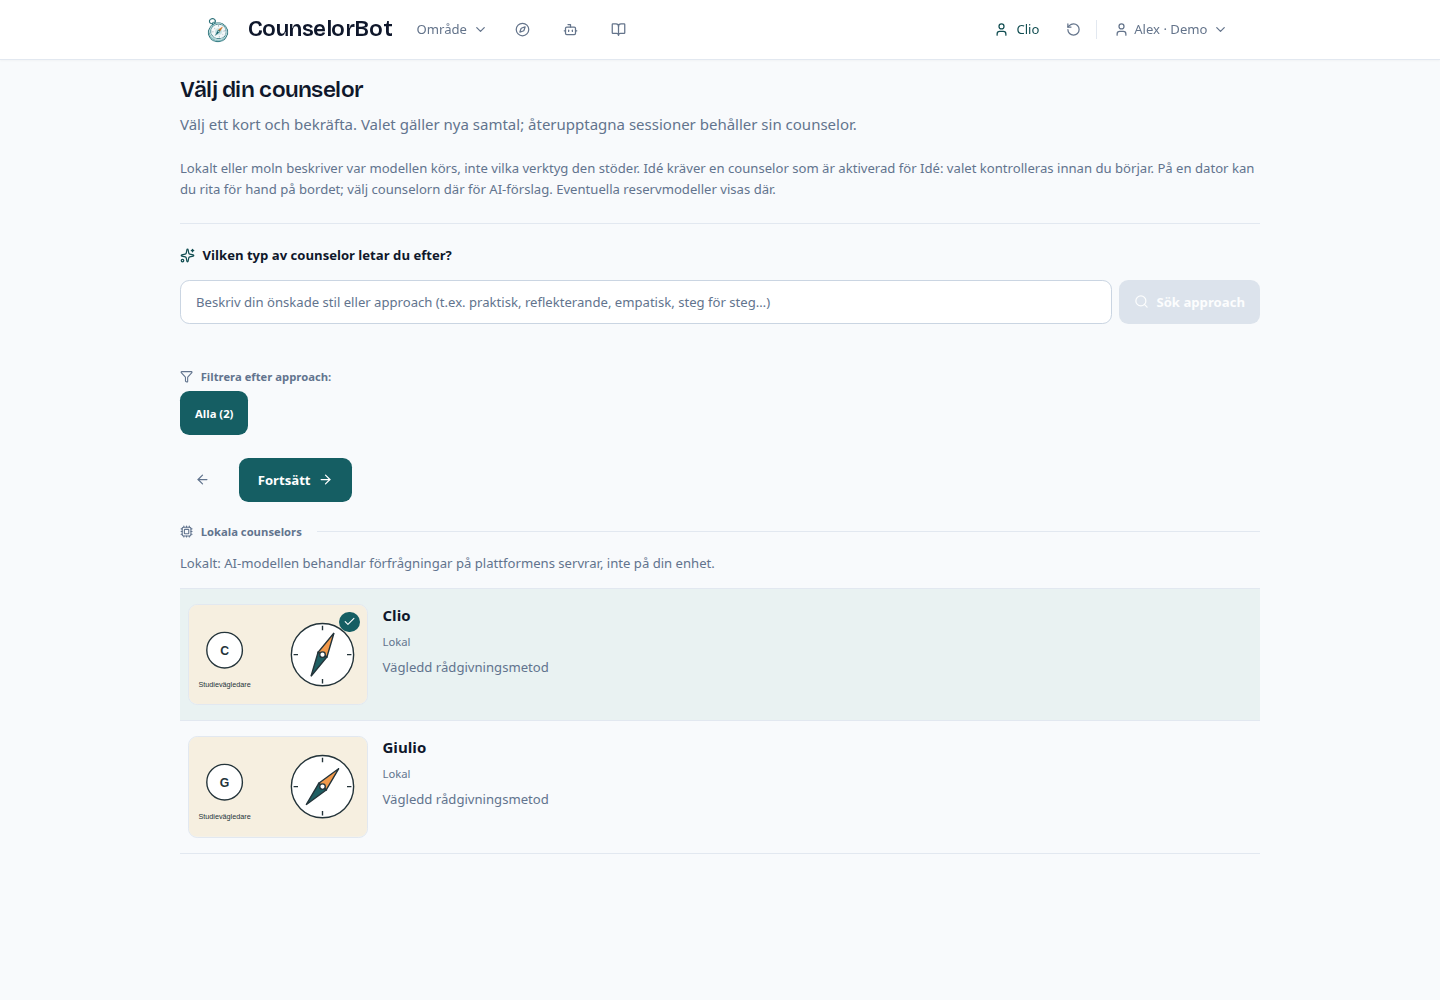 CounselorBot
Område
Clio
Alex · Demo
Välj din counselor
Välj ett kort och bekräfta. Valet gäller nya samtal; återupptagna sessioner behåller sin counselor.
Lokalt eller moln beskriver var modellen körs, inte vilka verktyg den stöder. Idé kräver en counselor som är aktiverad för Idé: valet kontrolleras innan du börjar. På en dator kan
du rita för hand på bordet; välj counselorn där för AI-förslag. Eventuella reservmodeller visas där.
Vilken typ av counselor letar du efter?
Beskriv din önskade stil eller approach (t.ex. praktisk, reflekterande, empatisk, steg för steg...)
Sök approach
Filtrera efter approach:
Alla (2)
Fortsätt
Lokala counselors
Lokalt: AI-modellen behandlar förfrågningar på plattformens servrar, inte på din enhet.
C
Studievägledare
Clio
Lokal
Vägledd rådgivningsmetod
G
Studievägledare
Giulio
Lokal
Vägledd rådgivningsmetod